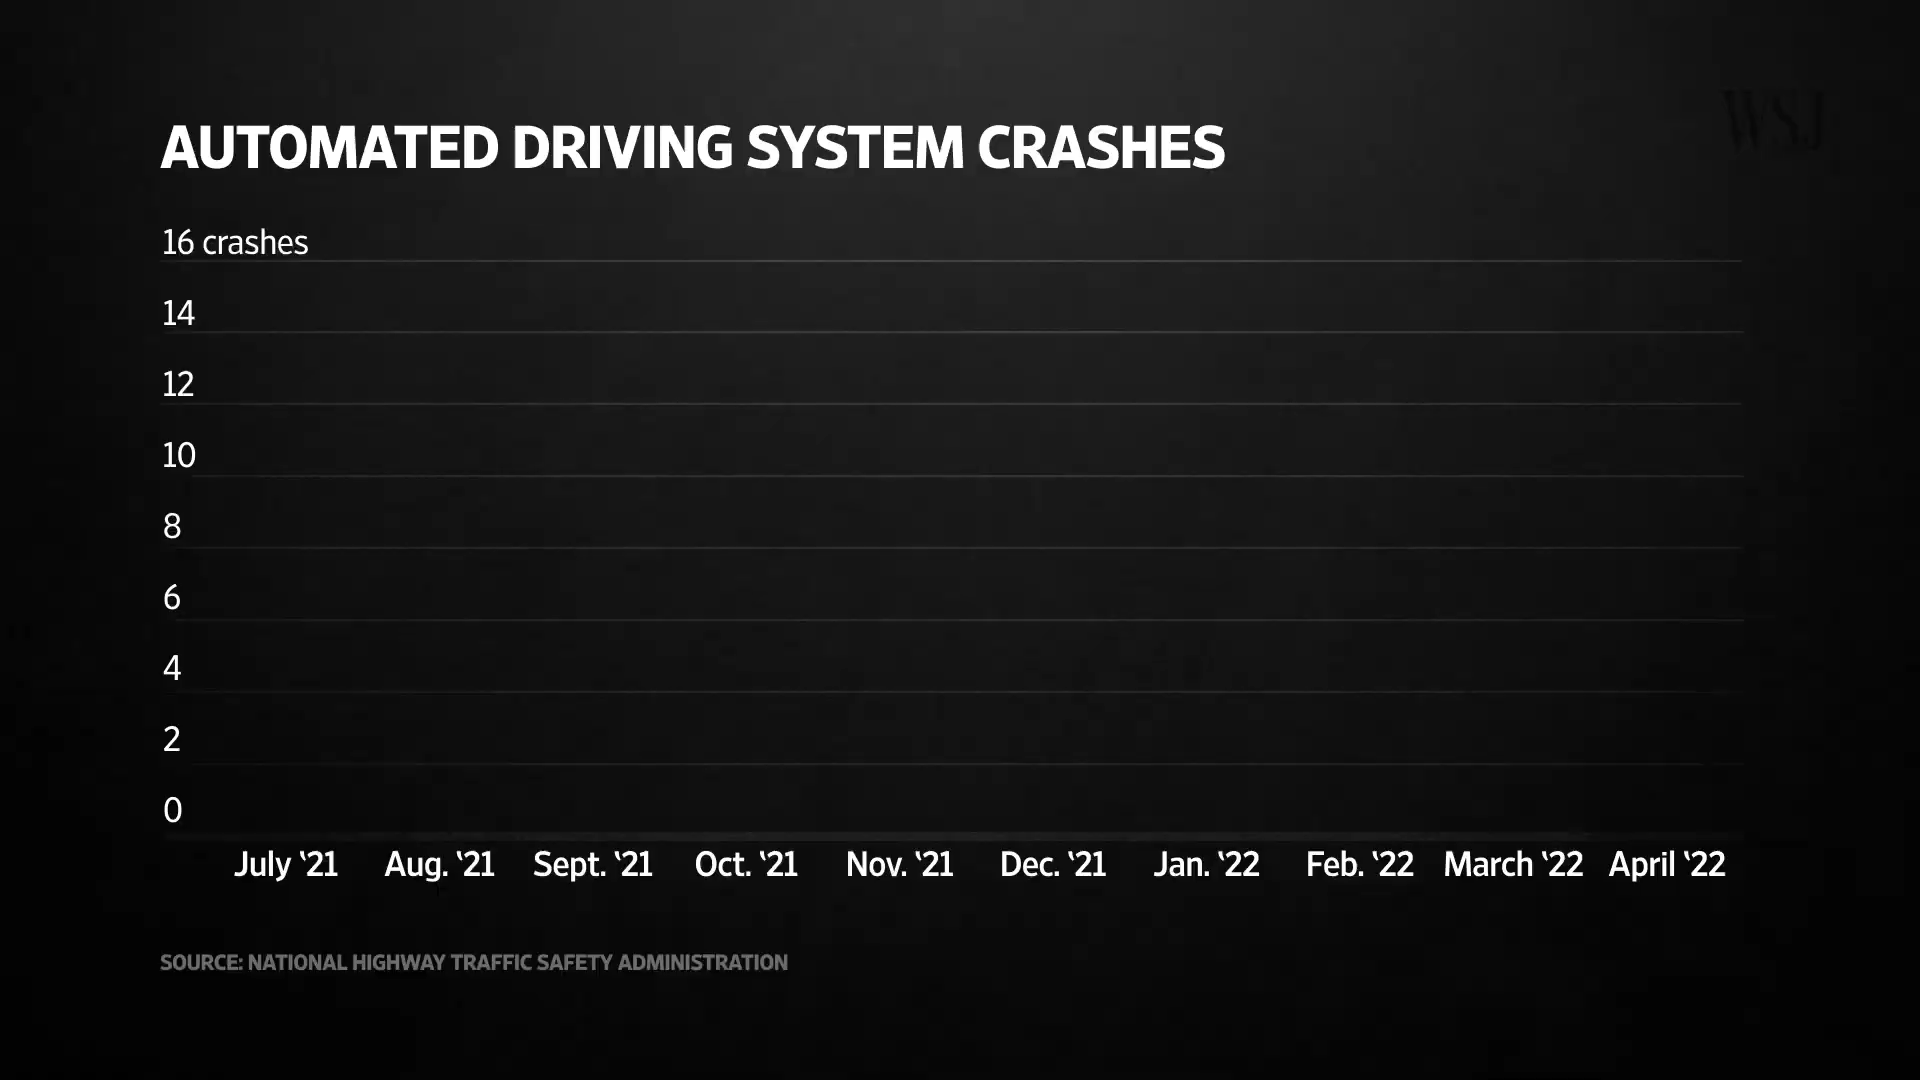 WSJ
AUTOMATED DRIVING SYSTEM CRASHES
16 crashes
14
12
10
8
6
4
2
0
July ‘21 Aug. ‘21 Sept. ‘21 Oct. ‘21 Nov. ‘21 Dec. ‘21 Jan. ‘22 Feb. ‘22 March ‘22 April ‘22
SOURCE: NATIONAL HIGHWAY TRAFFIC SAFETY ADMINISTRATION